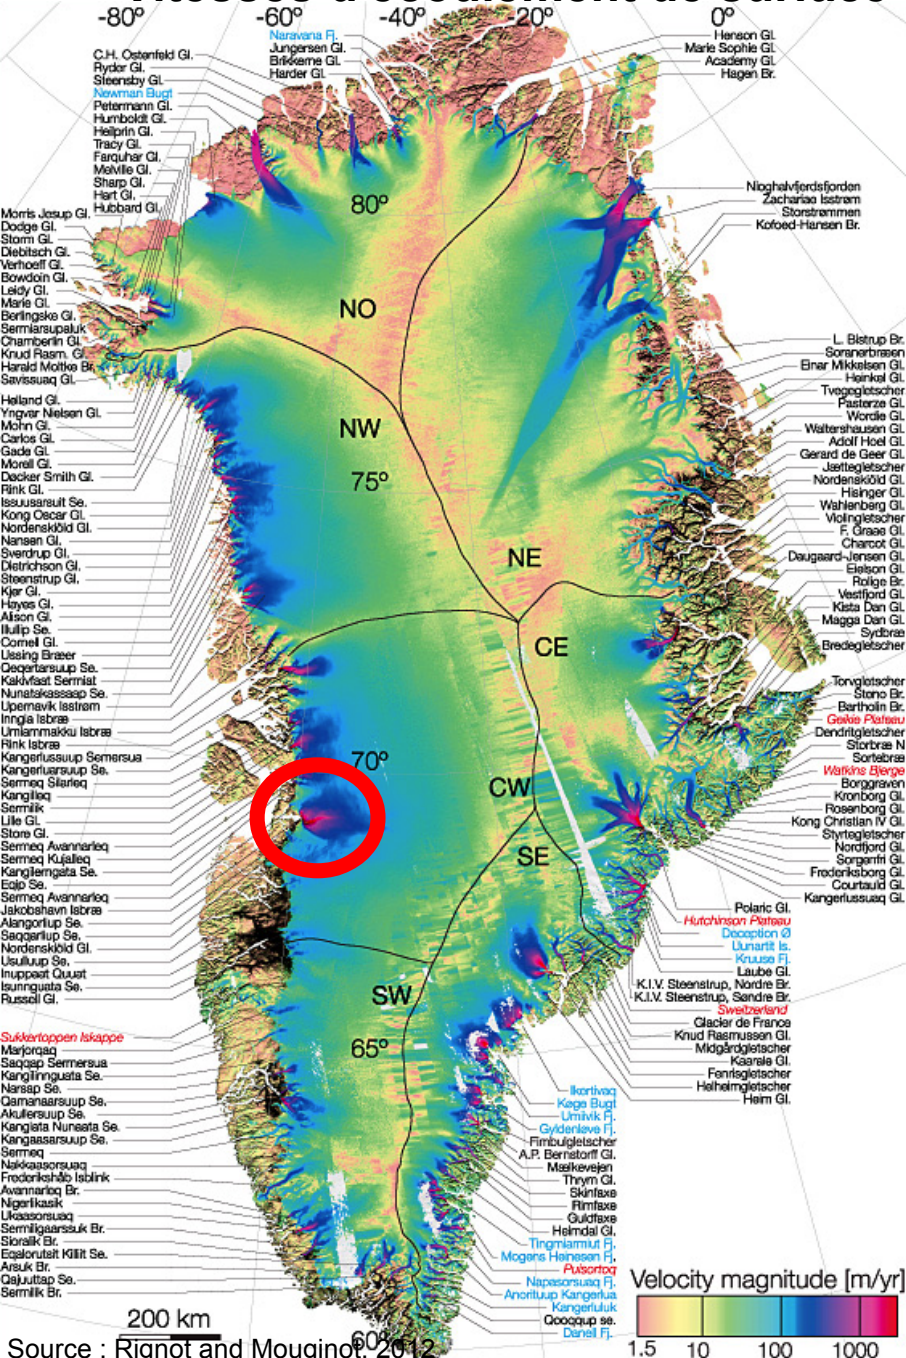 -80°
-60°
-40°
-20°
0°
C.H. Ostenfeld Gl.
Ryder Gl.
Steensby Gl.
Newman Bugt
Petermann Gl.
Humboldt Gl.
Heilprin Gl.
Tracy Gl.
Farquhar Gl.
Melville Gl.
Sharp Gl.
Hart Gl.
Hubbard Gl.
Naravana Fj.
Jungersen Gl.
Brikkerne Gl.
Harder Gl.
Henson Gl.
Marie Sophie Gl.
Academy Gl.
Hagen Br.
Morris Jesup Gl.
Dodge Gl.
Storm Gl.
Diebitsch Gl.
Verhoeff Gl.
Bowdoin Gl.
Leidy Gl.
Marie Gl.
Berlingske Gl.
Sermiarsupaluk
Chamberlin Gl.
Knud Rasm. Gl.
Harald Moltke Br.
Savissuaq Gl.
Helland Gl.
Yngvar Nielsen Gl.
Mohn Gl.
Carlos Gl.
Gade Gl.
Morell Gl.
Døcker Smith Gl.
Rink Gl.
Issuusarsuit Se.
Kong Oscar Gl.
Nordenskiöld Gl.
Nansen Gl.
Sverdrup Gl.
Dietrichson Gl.
Steenstrup Gl.
Kjer Gl.
Hayes Gl.
Alison Gl.
Illullip Se.
Cornell Gl.
Ussing Bræer
Qeqertarsuup Se.
Kakivfaat Sermiat
Nunatakassaap Se.
Upernavik Isstrøm
Inngia Isbræ
Umiammakku Isbræ
Rink Isbræ
Kangerlussuup Semersua
Kangerluarsuup Se.
Sermeq Silarleq
Kangilleq
Sermilik
Lille Gl.
Store Gl.
Sermeq Avannarleq
Sermeq Kujalleq
Kangilerngata Se.
Eqip Se.
Sermeq Avannarleq
Jakobshavn Isbræ
Alangorliup Se.
Saqqarliup Se.
Nordenskiöld Gl.
Usulluup Se.
Inuppaat Quuat
Isunnguata Se.
Russell Gl.
Sukkertoppen Iskappe
Marjorqaq
Saqqap Sermersua
Kangilinnguata Se.
Narsap Se.
Qamanaarsuup Se.
Akullersuup Se.
Kangiata Nunaata Se.
Kangaasarsuup Se.
Sermeq
Nakkaasorsuaq
Frederikshåb Isblink
Avannarleq Br.
Nigerlikasik
Ukaasorsuaq
Sermiligaarssuk Br.
Sioralik Br.
Eqalorutsit Killiit Se.
Arsuk Br.
Qajuuttap Se.
Sermilik Br.
80°
NO
NW
75°
NE
CE
70°
CW
SE
SW
65°
60°
Nioghalvfjerdsfjorden
Zachariae Isstrøm
Storstrømmen
Kofoed-Hansen Br.
L. Bistrup Br.
Soranerbræen
Einar Mikkelsen Gl.
Heinkel Gl.
Tvegegletscher
Pasterze Gl.
Wordie Gl.
Waltershausen Gl.
Adolf Hoel Gl.
Gerard de Geer Gl.
Jættegletscher
Nordenskiöld Gl.
Hisinger Gl.
Wahlenberg Gl.
Violingletscher
F. Graae Gl.
Charcot Gl.
Daugaard-Jensen Gl.
Eielson Gl.
Rolige Br.
Vestfjord Gl.
Kista Dan Gl.
Magga Dan Gl.
Sydbræ
Bredegletscher
Torvgletscher
Steno Br.
Bartholin Br.
Geikie Plateau
Dendritgletscher
Storbræ N
Sortebræ
Watkins Bjerge
Borggraven
Kronborg Gl.
Rosenborg Gl.
Kong Christian IV Gl.
Styrtegletscher
Nordfjord Gl.
Sorgenfri Gl.
Frederiksborg Gl.
Courtauld Gl.
Kangerlussuaq Gl.
Polaric Gl.
Hutchinson Plateau
Deception Ø
Uunartit Is.
Kruuse Fj.
Laube Gl.
K.I.V. Steenstrup, Nordre Br.
K.I.V. Steenstrup, Søndre Br.
Sweitzerland
Glacier de France
Knud Rasmussen Gl.
Midgårdgletscher
Kaarale Gl.
Fenrisgletscher
Helheimgletscher
Heim Gl.
Ikertivaq
Køge Bugt
Umiivik Fj.
Gyldenløve Fj.
Fimbulgletscher
A.P. Bernstorff Gl.
Mælkevejen
Thrym Gl.
Skinfaxe
Rimfaxe
Guldfaxe
Heimdal Gl.
Tingmiarmiut Fj.
Mogens Heinesen Fj.
Puisortoq
Napasorsuaq Fj.
Anorituup Kangerlua
Kangerluluk
Qooqqup se.
Danell Fj.
Velocity magnitude [m/yr]
1.5 10 100 1000
200 km
Source : Rignot and Mouginot, 2012